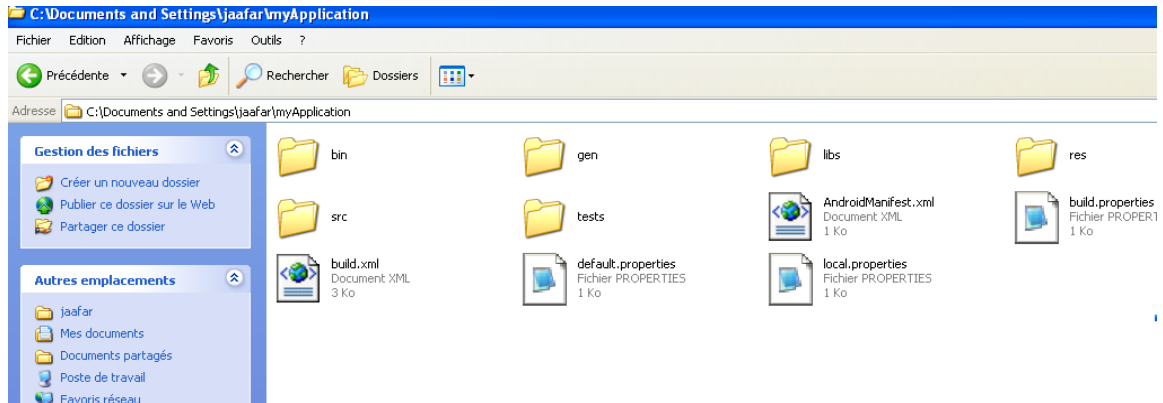 C:\Documents and Settings\jaafar\myApplication
Fichier Edition Affichage Favoris Outils ?
Précédente Rechercher Dossiers
Adresse C:\Documents and Settings\jaafar\myApplication
Gestion des fichiers
Créer un nouveau dossier
Publier ce dossier sur le Web
Partager ce dossier
Autres emplacements
jaafar
Mes documents
Documents partagés
Poste de travail
Favoris réseau
bin
gen
libs
res
src
tests
AndroidManifest.xml
Document XML
1 Ko
build.properties
Fichier PROPERT
1 Ko
build.xml
Document XML
3 Ko
default.properties
Fichier PROPERTIES
1 Ko
local.properties
Fichier PROPERTIES
1 Ko